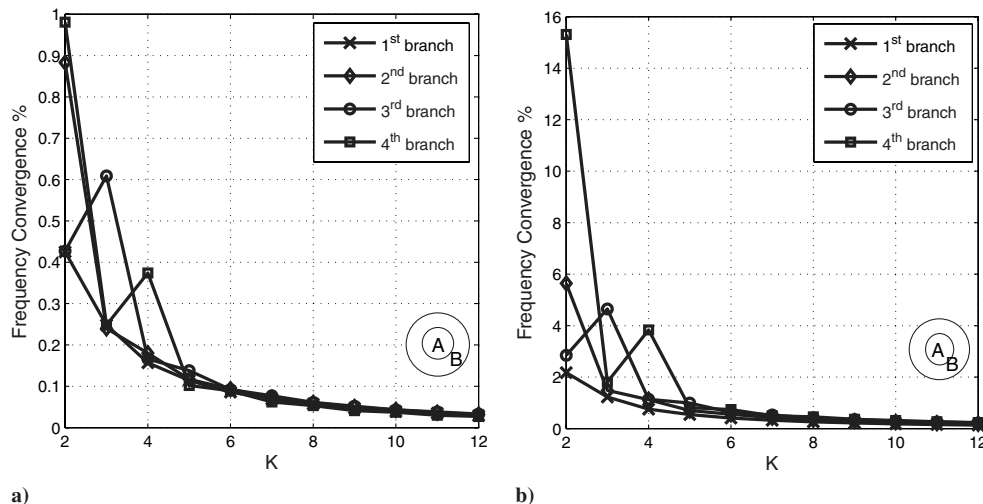 1
0.9
0.8
0.7
0.6
0.5
0.4
0.3
0.2
0.1
0
Frequency Convergence %
1st branch
2nd branch
3rd branch
4th branch
A
B
2 4 6 8 10 12
K
a)
16
14
12
10
8
6
4
2
0
Frequency Convergence %
1st branch
2nd branch
3rd branch
4th branch
A
B
2 4 6 8 10 12
K
b)